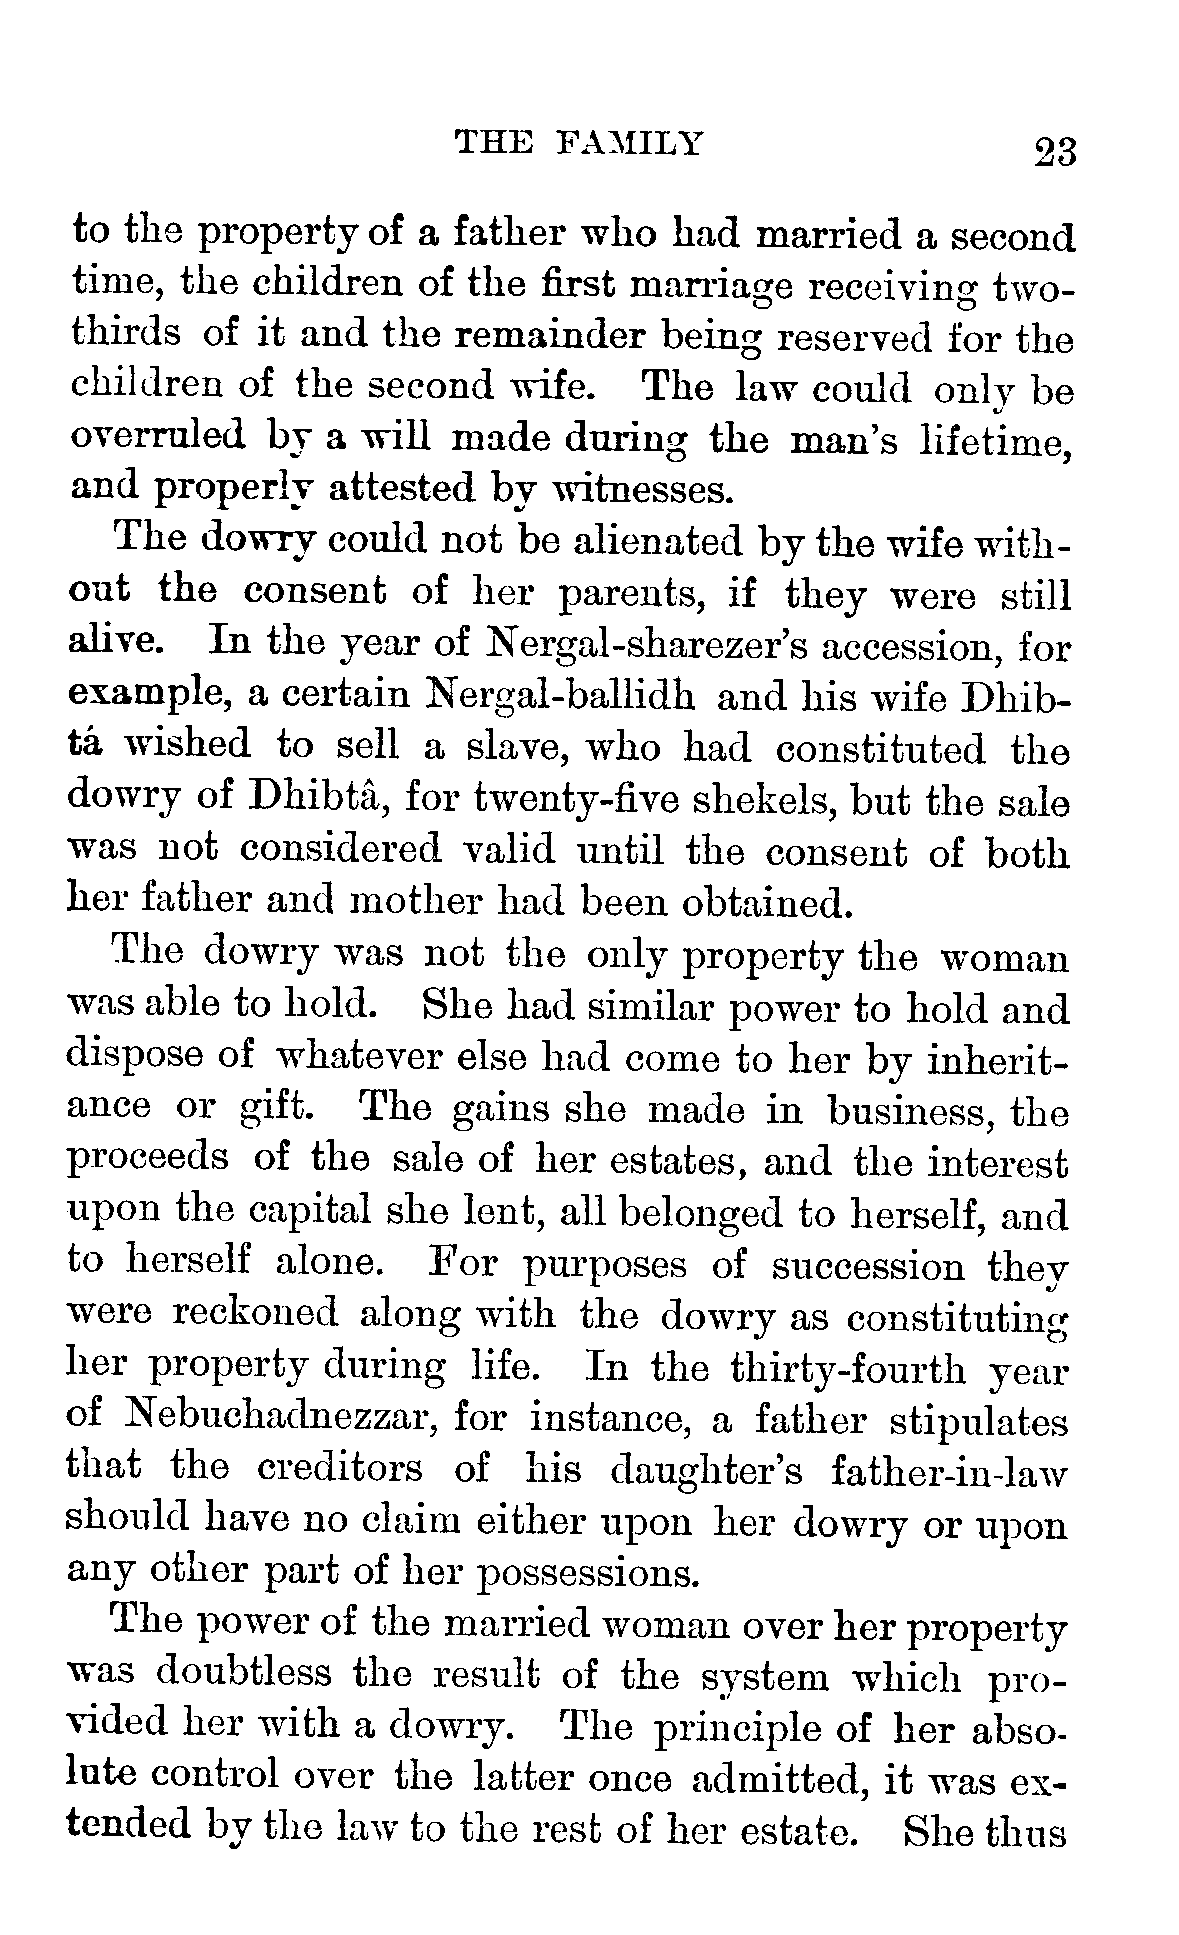 THE FAMILY 23
to the property of a father who had married a second
time, the children of the first marriage receiving two-
thirds of it and the remainder being reserved for the
children of the second wife. The law could only be
overruled by a will made during the man's lifetime,
and properly attested by witnesses.
The dowry could not be alienated by the wife with-
out the consent of her parents, if they were still
alive. In the year of Nergal-sharezer's accession, for
example, a certain Nergal-ballidh and his wife Dhib-
tâ wished to sell a slave, who had constituted the
dowry of Dhibtâ, for twenty-five shekels, but the sale
was not considered valid until the consent of both
her father and mother had been obtained.
The dowry was not the only property the woman
was able to hold. She had similar power to hold and
dispose of whatever else had come to her by inherit-
ance or gift. The gains she made in business, the
proceeds of the sale of her estates, and the interest
upon the capital she lent, all belonged to herself, and
to herself alone. For purposes of succession they
were reckoned along with the dowry as constituting
her property during life. In the thirty-fourth year
of Nebuchadnezzar, for instance, a father stipulates
that the creditors of his daughter's father-in-law
should have no claim either upon her dowry or upon
any other part of her possessions.
The power of the married woman over her property
was doubtless the result of the system which pro-
vided her with a dowry. The principle of her abso-
lute control over the latter once admitted, it was ex-
tended by the law to the rest of her estate. She thus